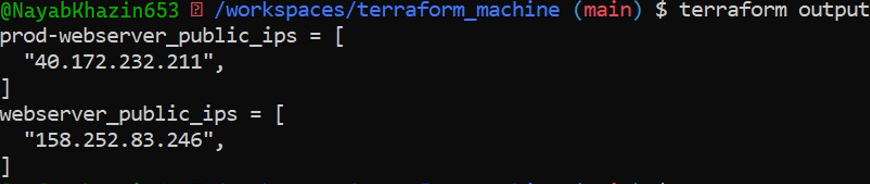 @NayabKhazin653 /workspaces/terraform_machine (main) $ terraform output
prod-webserver_public_ips = [
  "40.172.232.211",
]
webserver_public_ips = [
  "158.252.83.246",
]